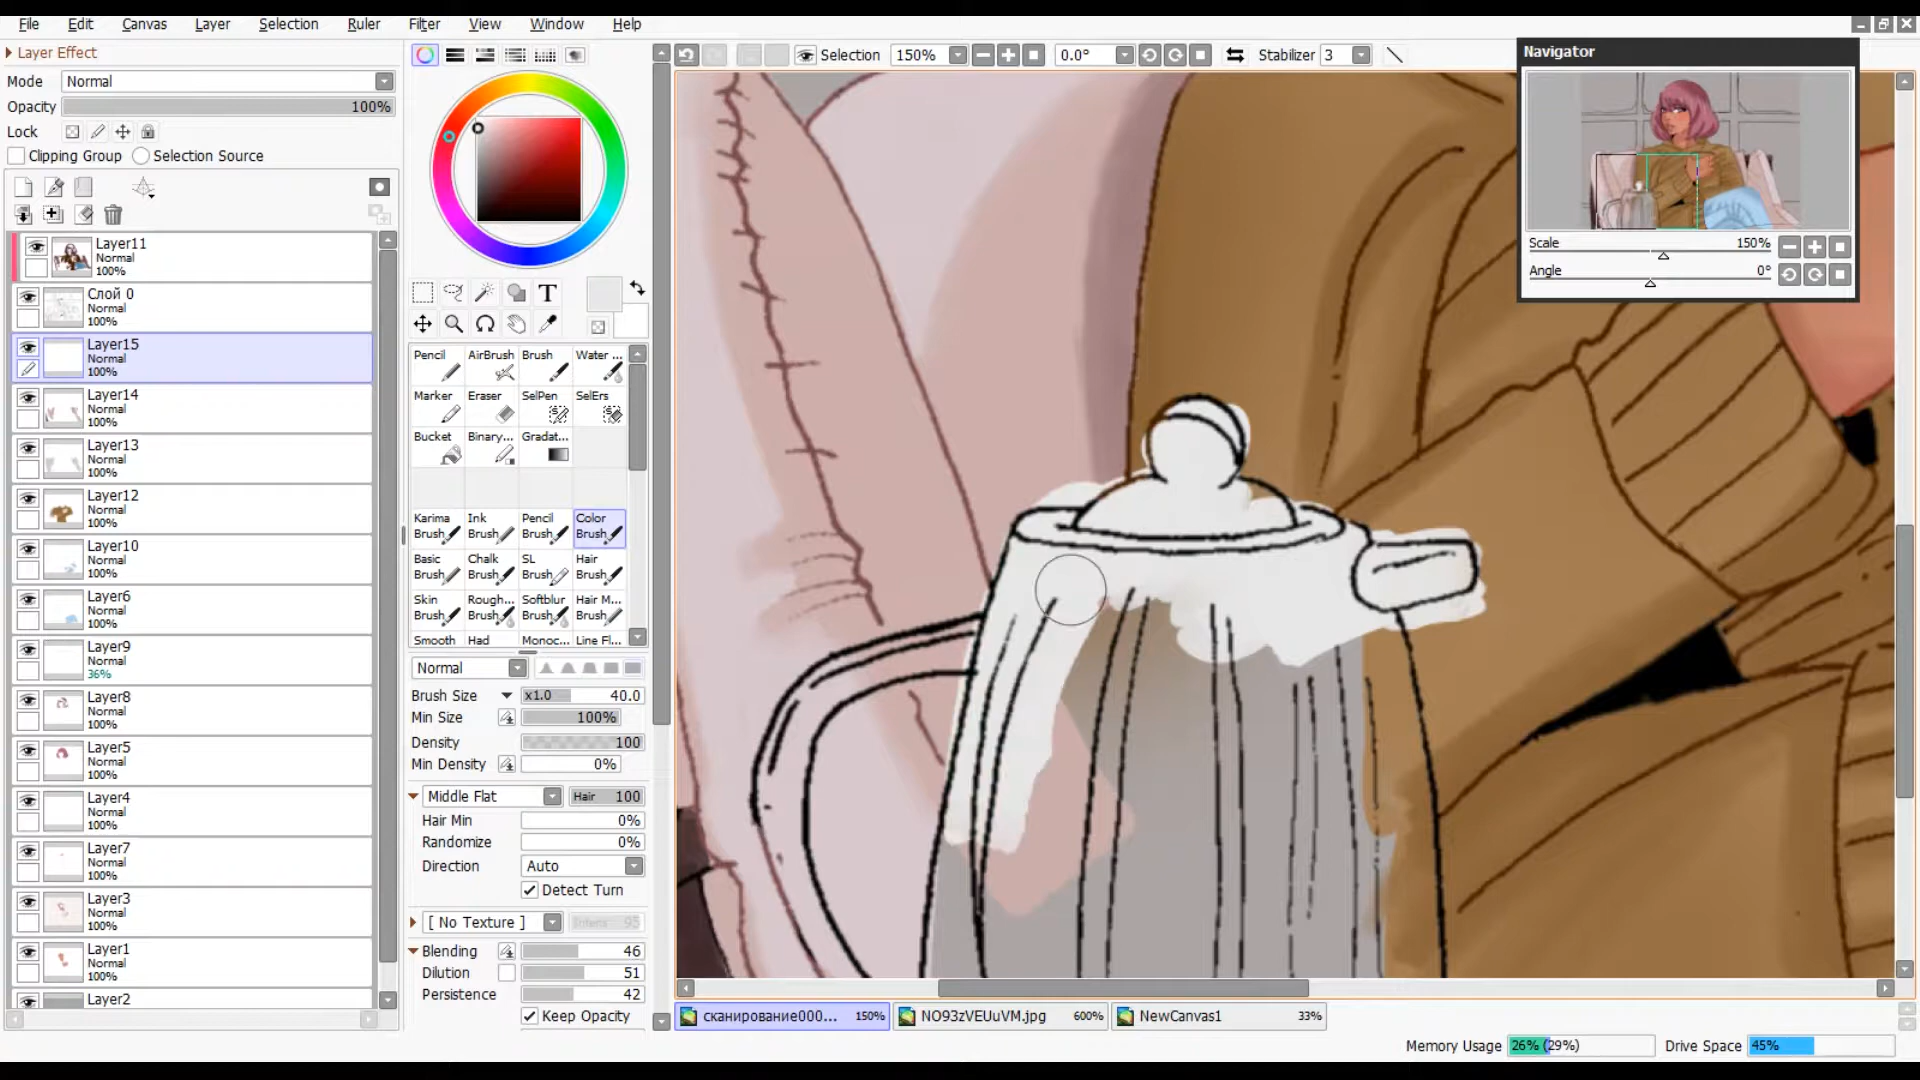 File Edit Canvas Layer Selection Ruler Filter View Window Help
Layer Effect
Mode Normal
Opacity 100%
Lock
Clipping Group Selection Source
Layer11
Normal
100%
Слой 0
Normal
100%
Layer15
Normal
100%
Layer14
Normal
100%
Layer13
Normal
100%
Layer12
Normal
100%
Layer10
Normal
100%
Layer6
Normal
100%
Layer9
Normal
36%
Layer8
Normal
100%
Layer5
Normal
100%
Layer4
Normal
100%
Layer7
Normal
100%
Layer3
Normal
100%
Layer1
Normal
100%
Layer2
T
Pencil AirBrush Brush Water ...
Marker Eraser SelPen SelErs
Bucket Binary... Gradat...
Karima Brush Ink Brush Pencil Brush Color Brush
Basic Brush Chalk Brush SL Brush Hair Brush
Skin Brush Rough... Brush Softblur Brush Hair M... Brush
Smooth Had Monoc... Line Fl...
Normal
Brush Size x1.0 40.0
Min Size 100%
Density 100
Min Density 0%
Middle Flat Hair 100
Hair Min 0%
Randomize 0%
Direction Auto
Detect Turn
[ No Texture ] 95
Blending 46
Dilution 51
Persistence 42
Keep Opacity
Selection 150% 0.0° Stabilizer 3
Navigator
Scale 150%
Angle 0°
сканирование000... 150% NO93zVEUuVM.jpg 600% NewCanvas1 33%
Memory Usage 26% (29%) Drive Space 45%